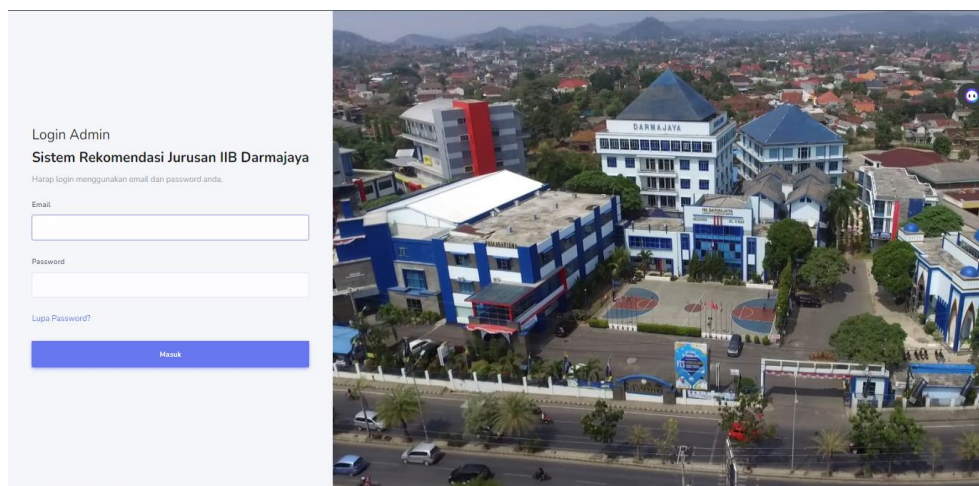 Login Admin
Sistem Rekomendasi Jurusan IIB Darmajaya
Harap login menggunakan email dan password anda.
Email
Password
Lupa Password?
Masuk
DARMAJAYA
IIB DARMAJAYA